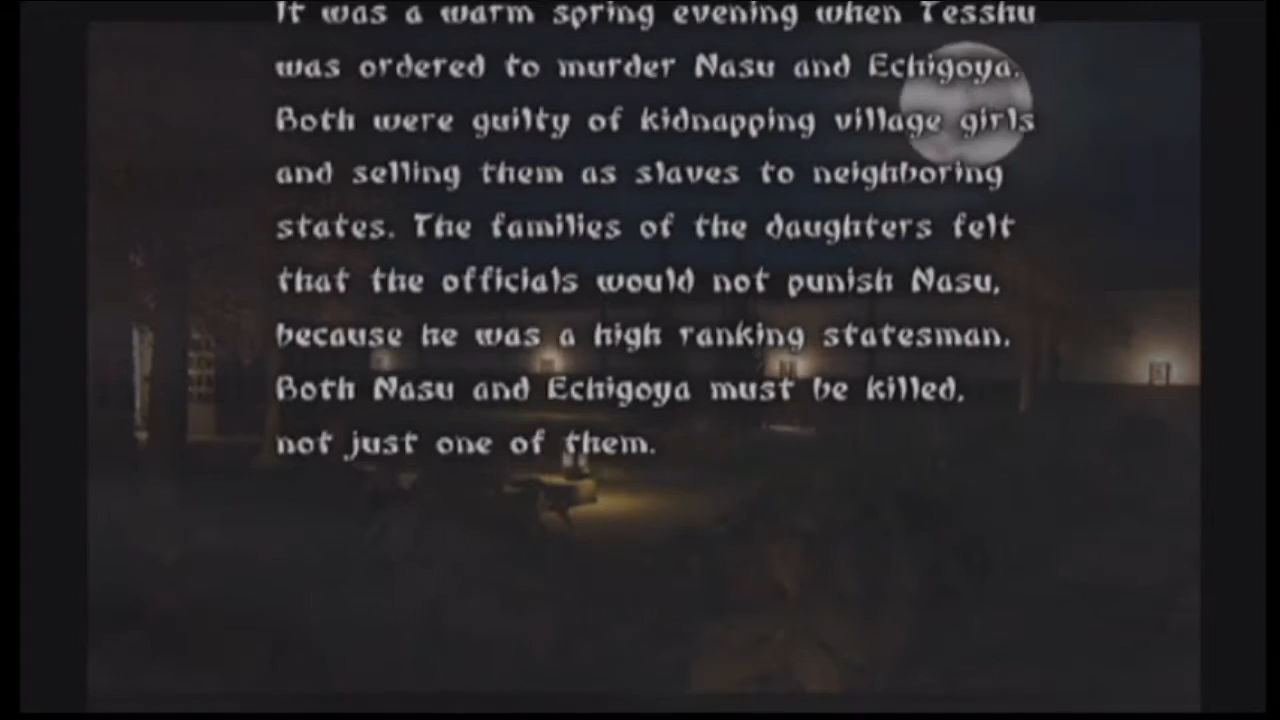 It was a warm spring evening when Tesshu
was ordered to murder Nasu and Echigoya.
Both were guilty of kidnapping village girls
and selling them as slaves to neighboring
states. The families of the daughters felt
that the officials would not punish Nasu,
because he was a high ranking statesman.
Both Nasu and Echigoya must be killed,
not just one of them.